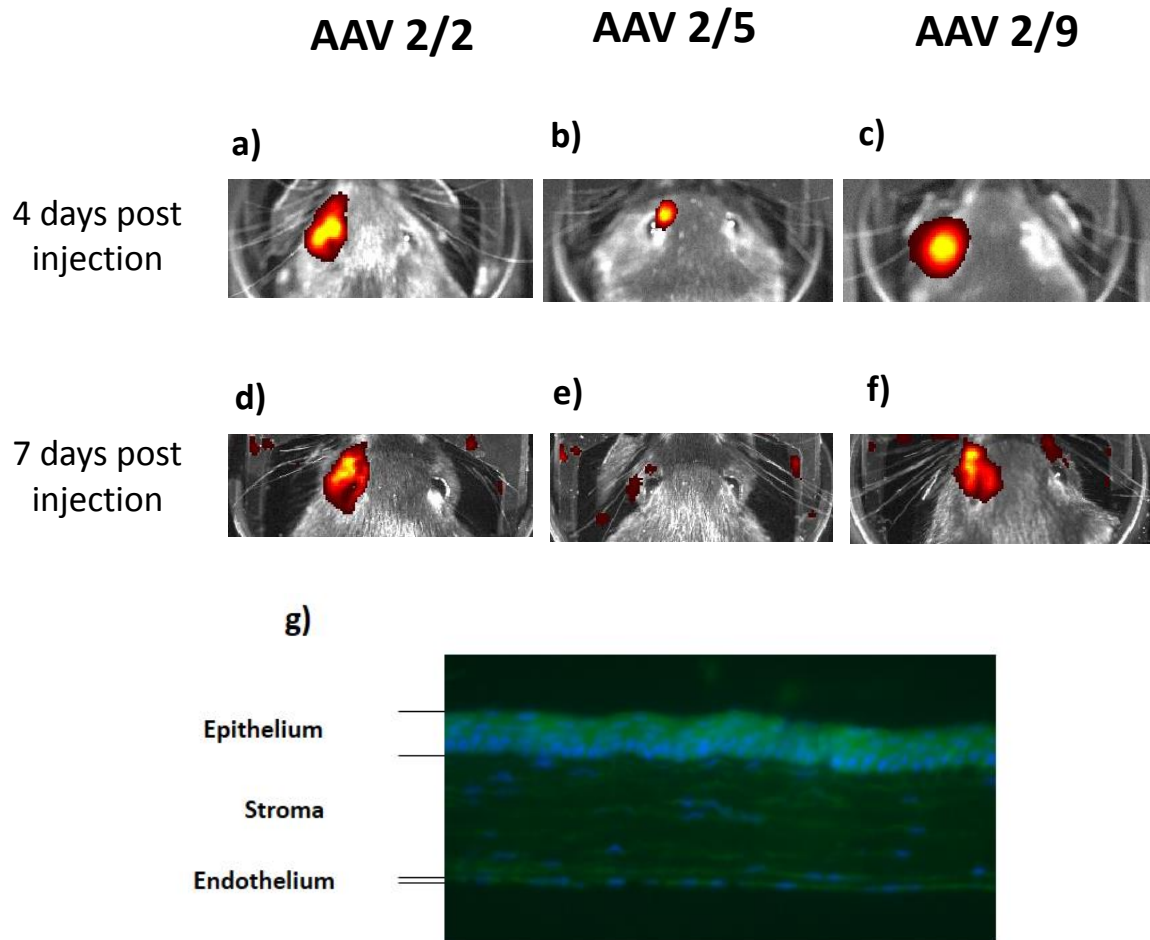 AAV 2/2 AAV 2/5 AAV 2/9
a) b) c)
4 days post
injection
d) e) f)
7 days post
injection
g)
Epithelium
Stroma
Endothelium